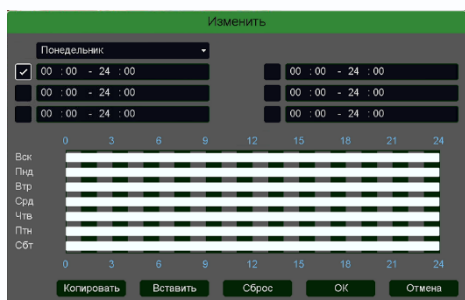 Изменить
Понедельник
00 : 00 - 24 : 00 00 : 00 - 24 : 00
00 : 00 - 24 : 00 00 : 00 - 24 : 00
00 : 00 - 24 : 00 00 : 00 - 24 : 00
0 3 6 9 12 15 18 21 24
Вск
Пнд
Втр
Срд
Чтв
Птн
Сбт
0 3 6 9 12 15 18 21 24
Копировать Вставить Сброс ОК Отмена